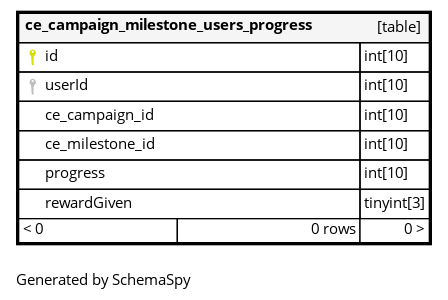 ce_campaign_milestone_users_progress [table]
id int[10]
userId int[10]
ce_campaign_id int[10]
ce_milestone_id int[10]
progress int[10]
rewardGiven tinyint[3]
< 0 0 rows 0 >
Generated by SchemaSpy